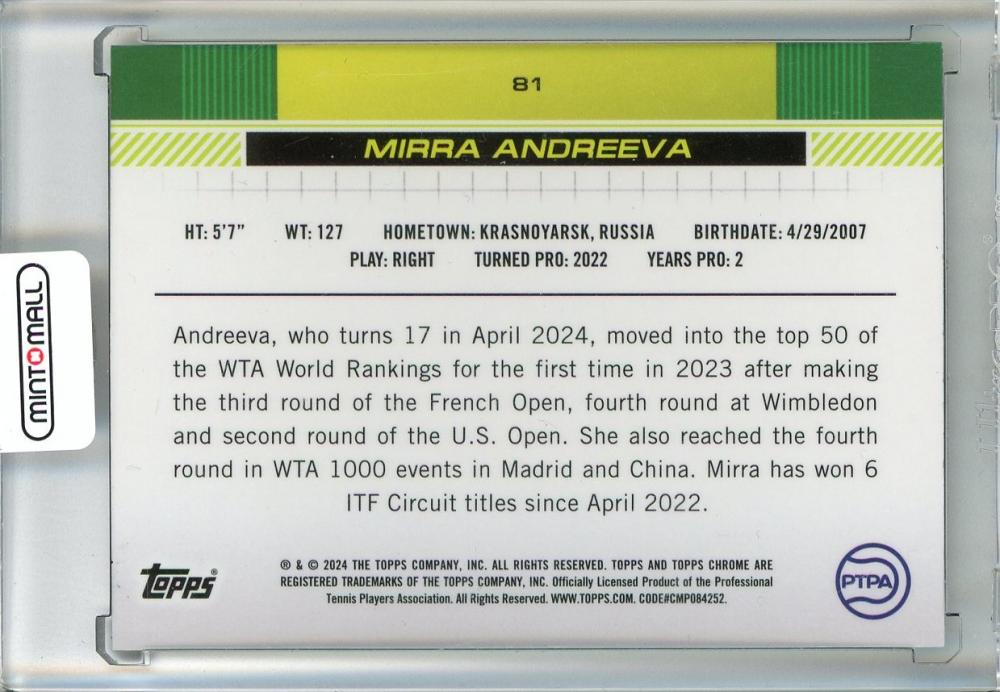 81
MIRRA ANDREEVA
HT: 5'7" WT: 127 HOMETOWN: KRASNOYARSK, RUSSIA BIRTHDATE: 4/29/2007
PLAY: RIGHT TURNED PRO: 2022 YEARS PRO: 2
Andreeva, who turns 17 in April 2024, moved into the top 50 of
the WTA World Rankings for the first time in 2023 after making
the third round of the French Open, fourth round at Wimbledon
and second round of the U.S. Open. She also reached the fourth
round in WTA 1000 events in Madrid and China. Mirra has won 6
ITF Circuit titles since April 2022.
MINTOMALL
topps®
® & © 2024 THE TOPPS COMPANY, INC. ALL RIGHTS RESERVED. TOPPS AND TOPPS CHROME ARE
REGISTERED TRADEMARKS OF THE TOPPS COMPANY, INC. Officially Licensed Product of the Professional
Tennis Players Association. All Rights Reserved. WWW.TOPPS.COM. CODE#CMP084252.
PTPA